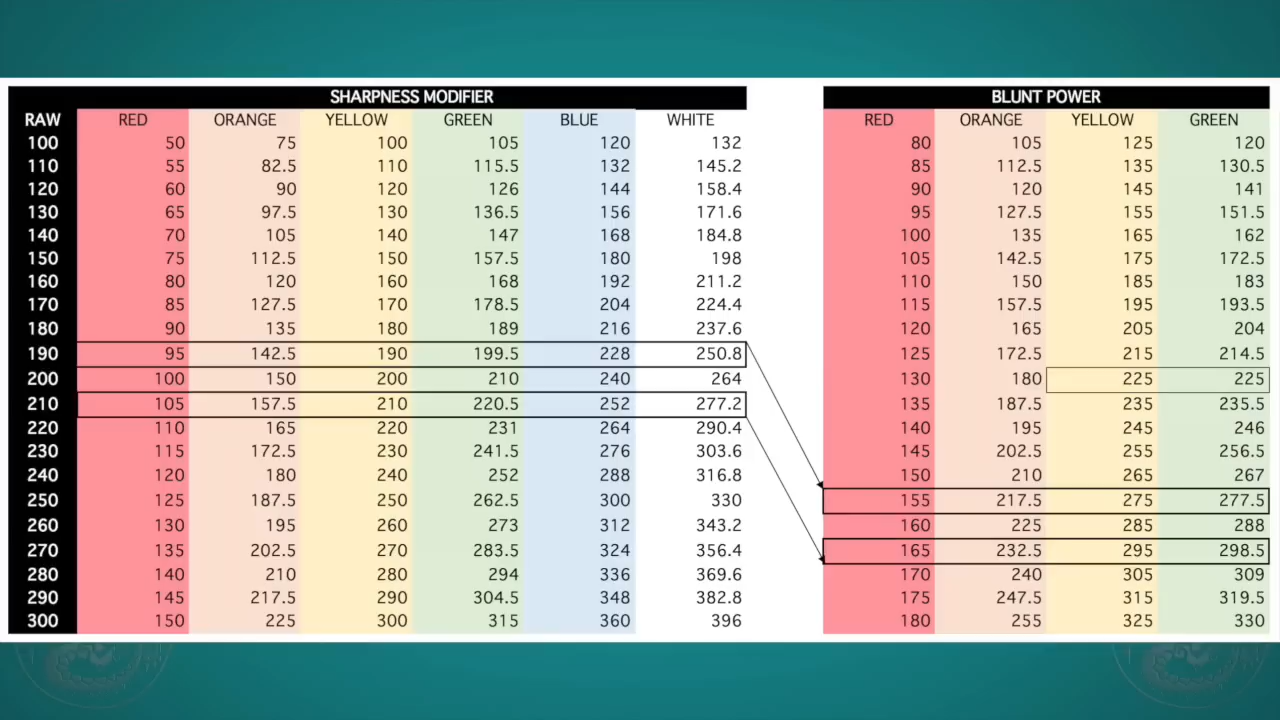 SHARPNESS MODIFIER BLUNT POWER
RAW RED ORANGE YELLOW GREEN BLUE WHITE RED ORANGE YELLOW GREEN
100 50 75 100 105 120 132 80 105 125 120
110 55 82.5 110 115.5 132 145.2 85 112.5 135 130.5
120 60 90 120 126 144 158.4 90 120 145 141
130 65 97.5 130 136.5 156 171.6 95 127.5 155 151.5
140 70 105 140 147 168 184.8 100 135 165 162
150 75 112.5 150 157.5 180 198 105 142.5 175 172.5
160 80 120 160 168 192 211.2 110 150 185 183
170 85 127.5 170 178.5 204 224.4 115 157.5 195 193.5
180 90 135 180 189 216 237.6 120 165 205 204
190 95 142.5 190 199.5 228 250.8 125 172.5 215 214.5
200 100 150 200 210 240 264 130 180 225 225
210 105 157.5 210 220.5 252 277.2 135 187.5 235 235.5
220 110 165 220 231 264 290.4 140 195 245 246
230 115 172.5 230 241.5 276 303.6 145 202.5 255 256.5
240 120 180 240 252 288 316.8 150 210 265 267
250 125 187.5 250 262.5 300 330 155 217.5 275 277.5
260 130 195 260 273 312 343.2 160 225 285 288
270 135 202.5 270 283.5 324 356.4 165 232.5 295 298.5
280 140 210 280 294 336 369.6 170 240 305 309
290 145 217.5 290 304.5 348 382.8 175 247.5 315 319.5
300 150 225 300 315 360 396 180 255 325 330